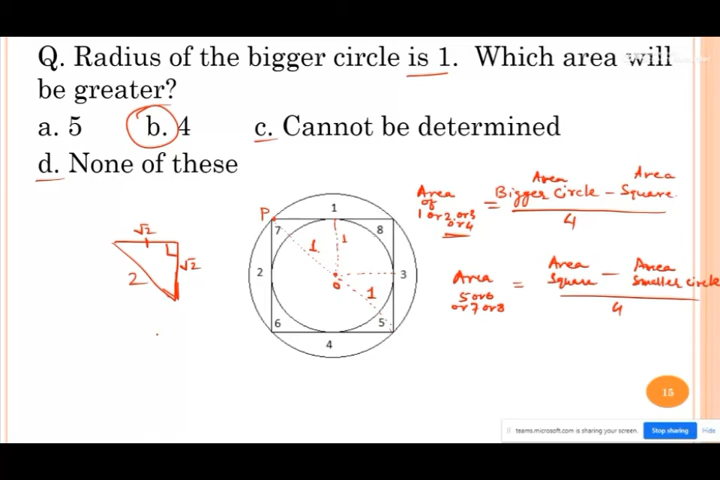 Q. Radius of the bigger circle is 1. Which area will
be greater?
a. 5 b. 4 c. Cannot be determined
d. None of these
Area of 1 or 2 or 3 or 4 = Area Bigger Circle - Area Square
4
Area 5 or 6 or 7 or 8 = Area Square - Area Smaller circle
4
√2
√2
2
P
1
7
8
1
1
2
O
3
1
6
5
4
15
teams.microsoft.com is sharing your screen. Stop sharing Hide